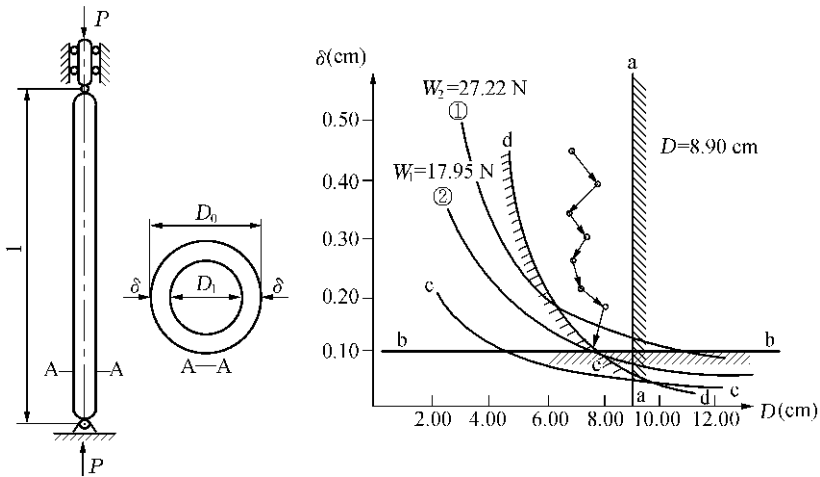 P
1
A
A
P
D₀
δ
D₁
δ
A—A
δ(cm)
0.50
0.40
0.30
0.20
0.10
W₂=27.22 N
①
W₁=17.95 N
②
d
c
b
a
D=8.90 cm
b
c
a
d
c
2.00
4.00
6.00
8.00
10.00
12.00
D(cm)